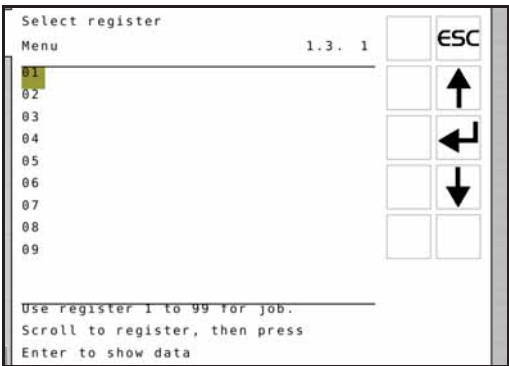 Select register
Menu 1.3. 1
ESC
01
02
03
04
05
06
07
08
09
Use register 1 to 99 for job.
Scroll to register, then press
Enter to show data